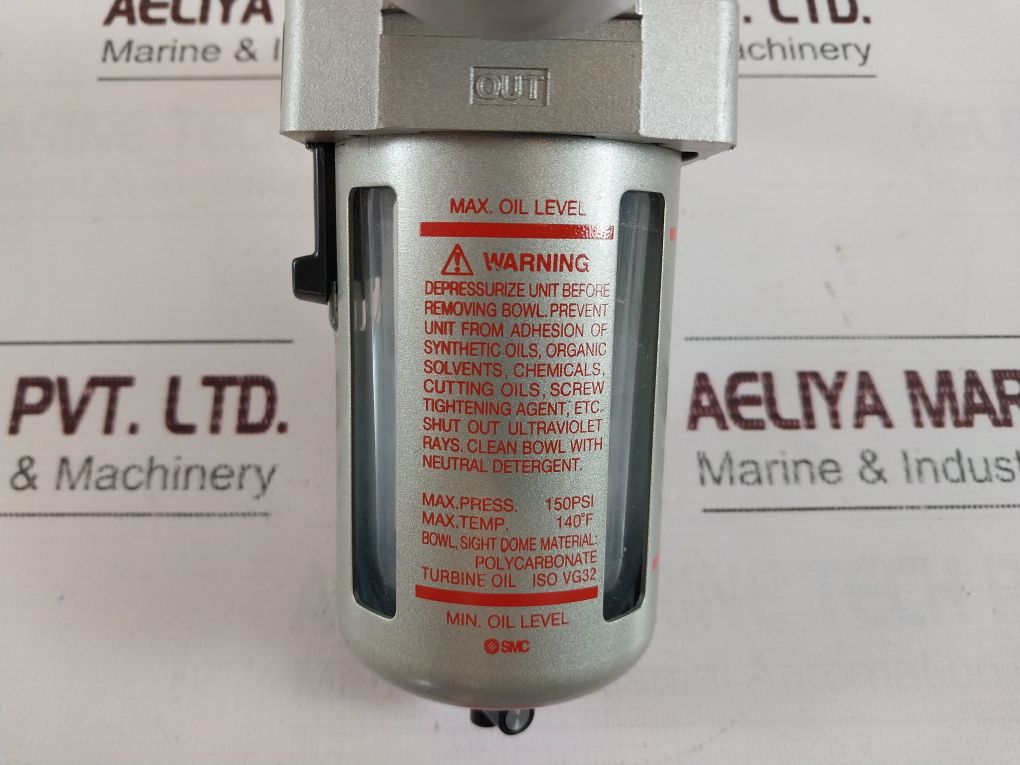 AELIYA
T. LTD.
Marine & I
achinery
OUT
MAX. OIL LEVEL
WARNING
DEPRESSURIZE UNIT BEFORE
REMOVING BOWL. PREVENT
UNIT FROM ADHESION OF
SYNTHETIC OILS, ORGANIC
SOLVENTS, CHEMICALS,
CUTTING OILS, SCREW
TIGHTENING AGENT, ETC.
SHUT OUT ULTRAVIOLET
RAYS. CLEAN BOWL WITH
NEUTRAL DETERGENT.
MAX.PRESS. 150PSI
MAX.TEMP. 140°F
BOWL, SIGHT DOME MATERIAL:
POLYCARBONATE
TURBINE OIL ISO VG32
MIN. OIL LEVEL
SMC
PVT. LTD.
& Machinery
AELIYA MAR
Marine & Indust